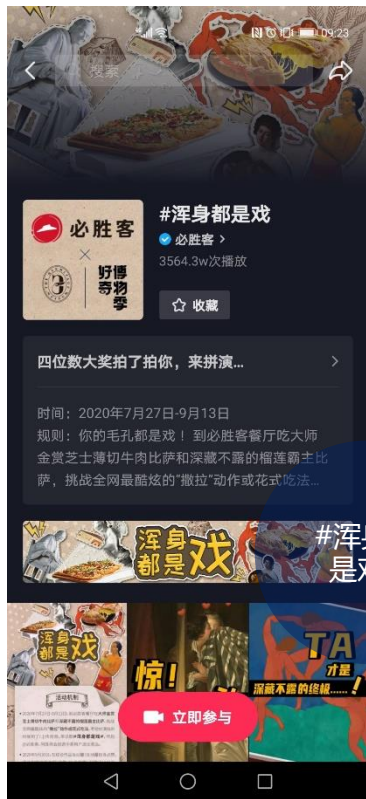 09:23
搜索
#浑身都是戏
必胜客
必胜客 >
×
好博
奇物
季
3564.3w次播放
收藏
四位数大奖拍了拍你，来拼演... >
时间：2020年7月27日-9月13日
规则：你的毛孔都是戏！到必胜客餐厅吃大师
金赏芝士薄切牛肉比萨和深藏不露的榴莲霸主比
萨，挑战全网最酷炫的“撒拉”动作或花式吃法...
浑身
都是戏
#浑身
是戏
浑身
都是戏
惊！
TA
才是
深藏不露的终极......！
活动机制
立即参与